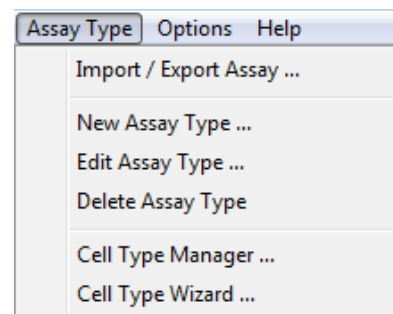 Assay Type Options Help
Import / Export Assay ...
New Assay Type ...
Edit Assay Type ...
Delete Assay Type
Cell Type Manager ...
Cell Type Wizard ...